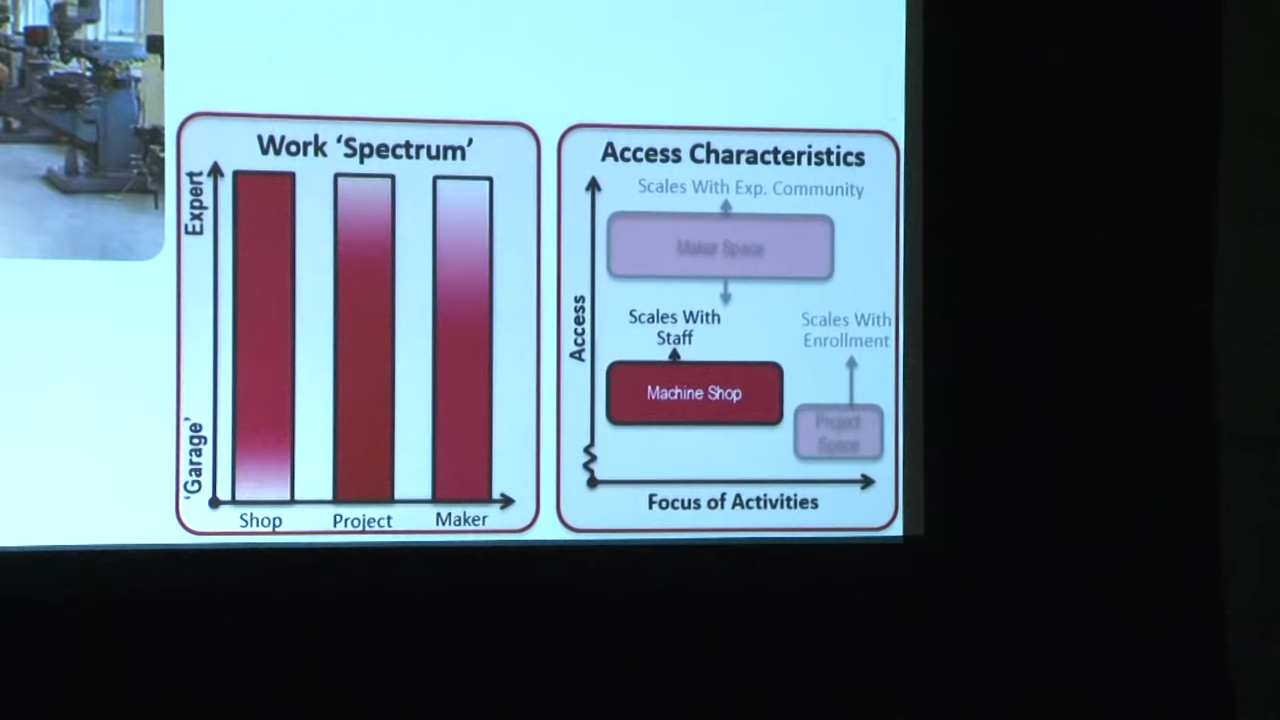 Work ‘Spectrum’
Expert
‘Garage’
Shop
Project
Maker
Access Characteristics
Scales With Exp. Community
Maker Space
Scales With
Staff
Scales With
Enrollment
Access
Machine Shop
Project
Space
Focus of Activities